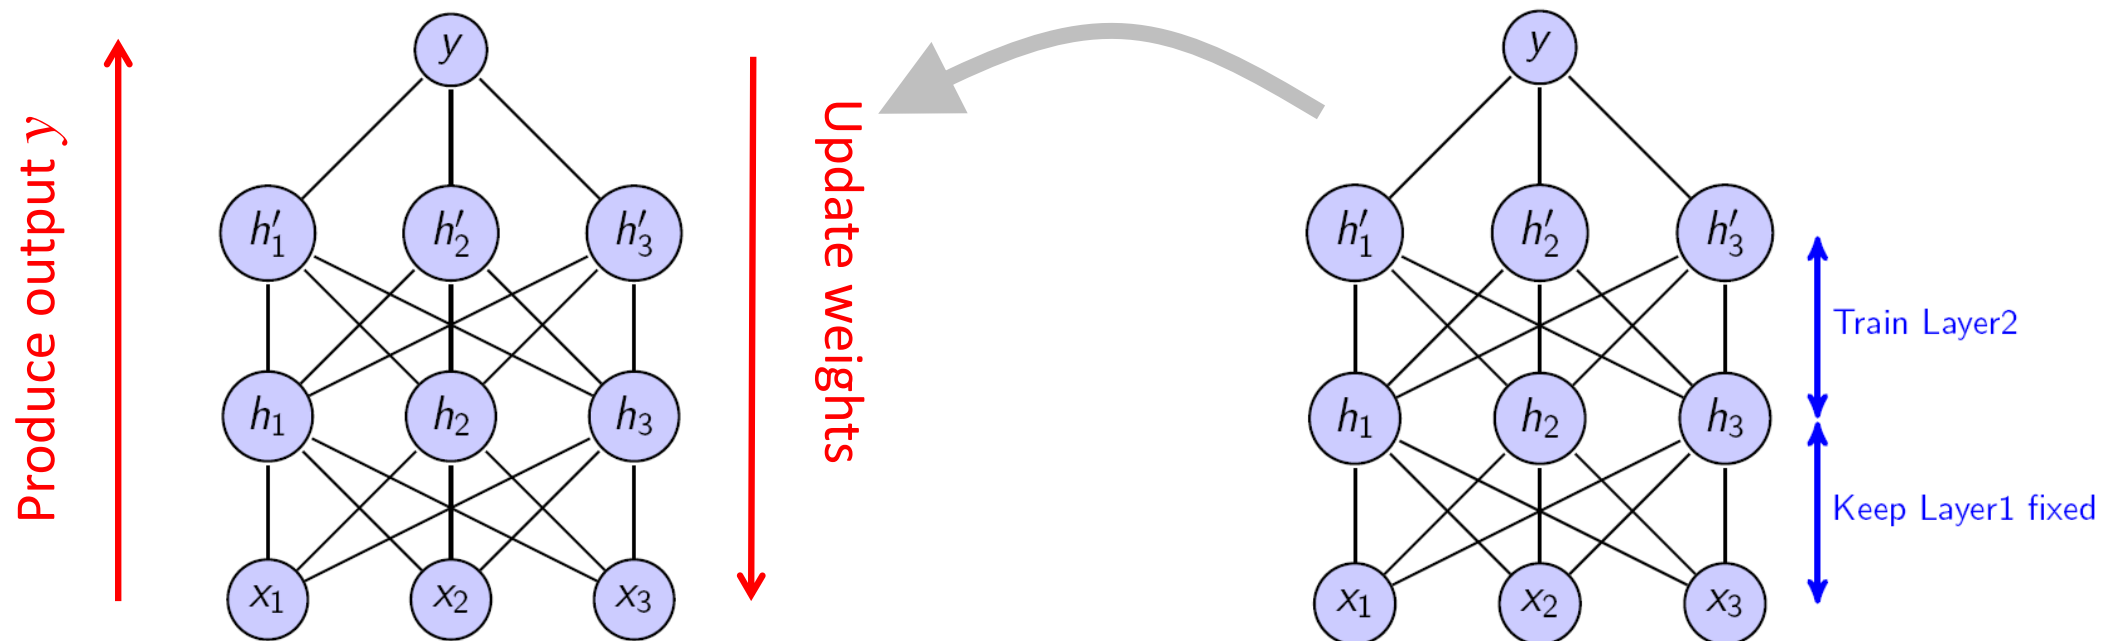 Produce output y
y
h′1 h′2 h′3
h1 h2 h3
x1 x2 x3
Update weights
y
h′1 h′2 h′3
h1 h2 h3
x1 x2 x3
Train Layer2
Keep Layer1 fixed